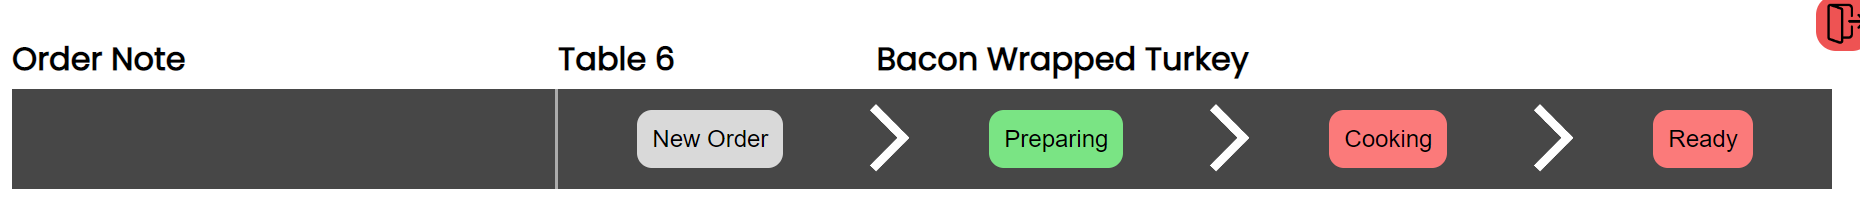 Order Note Table 6 Bacon Wrapped Turkey
New Order Preparing Cooking Ready